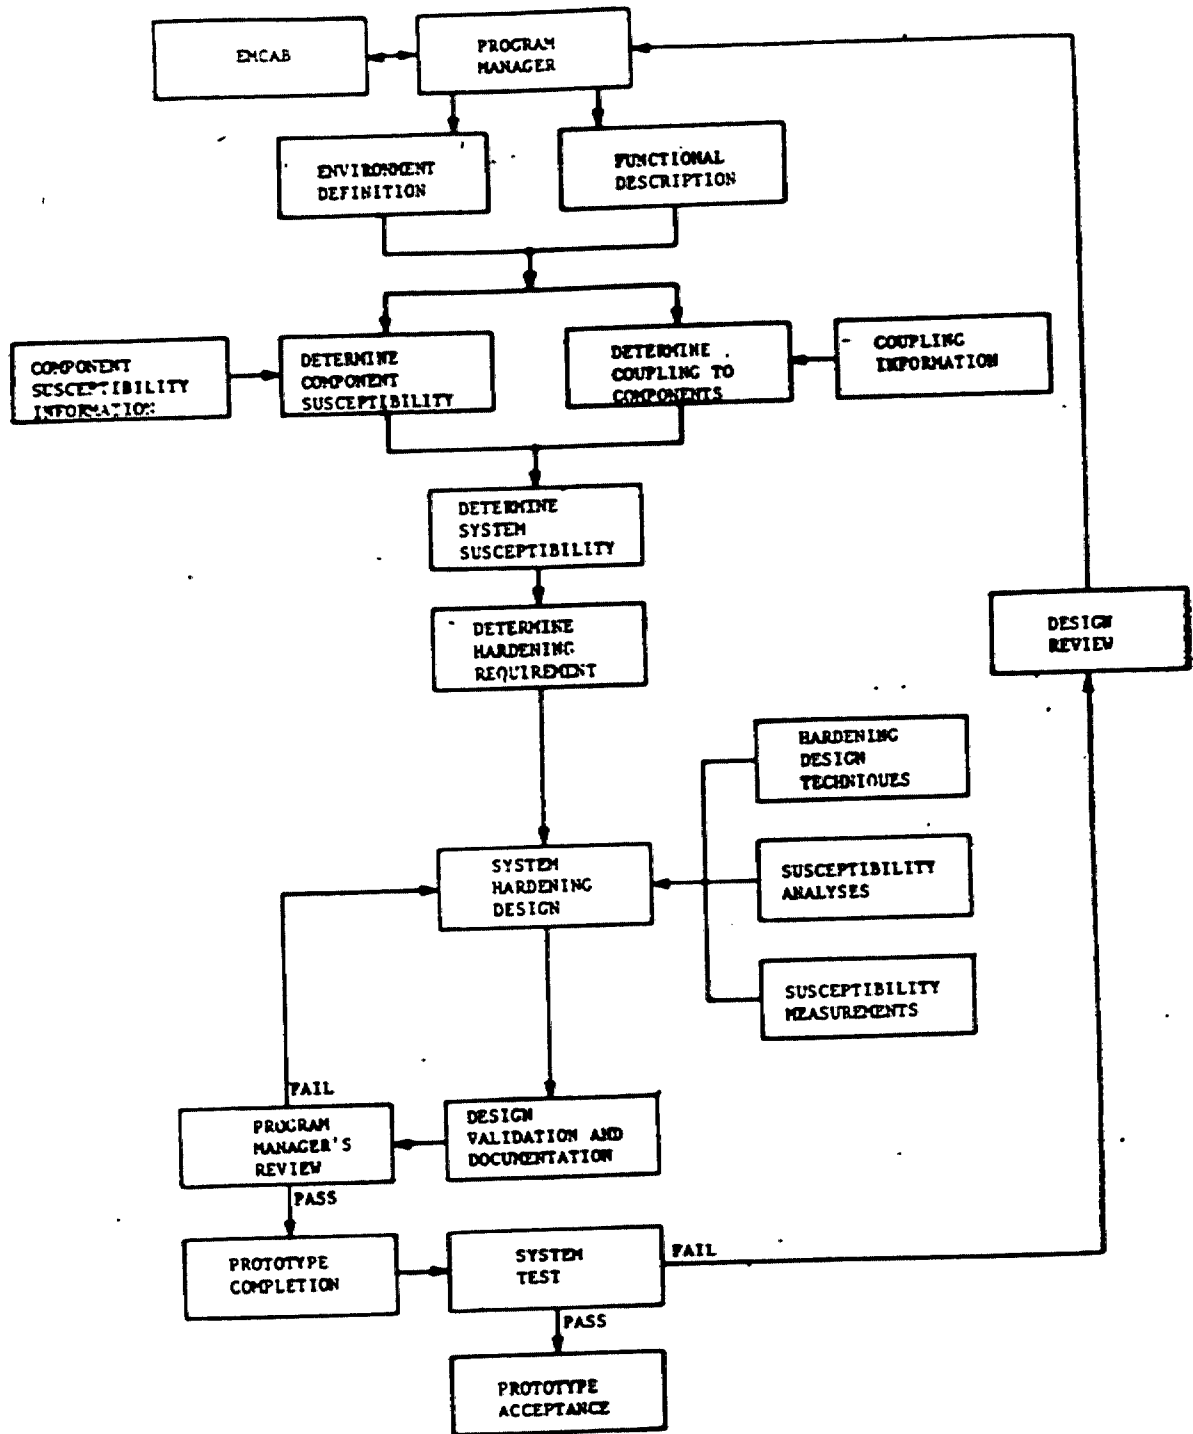 EMCAB
PROGRAM
MANAGER
ENVIRONMENT
DEFINITION
FUNCTIONAL
DESCRIPTION
COMPONENT
SUSCEPTIBILITY
INFORMATION
DETERMINE
COMPONENT
SUSCEPTIBILITY
DETERMINE
COUPLING TO
COMPONENTS
COUPLING
INFORMATION
DETERMINE
SYSTEM
SUSCEPTIBILITY
DETERMINE
HARDENING
REQUIREMENT
DESIGN
REVIEW
HARDENING
DESIGN
TECHNIQUES
SYSTEM
HARDENING
DESIGN
SUSCEPTIBILITY
ANALYSES
SUSCEPTIBILITY
MEASUREMENTS
FAIL
PROGRAM
MANAGER'S
REVIEW
DESIGN
VALIDATION AND
DOCUMENTATION
PASS
PROTOTYPE
COMPLETION
SYSTEM
TEST
FAIL
PASS
PROTOTYPE
ACCEPTANCE